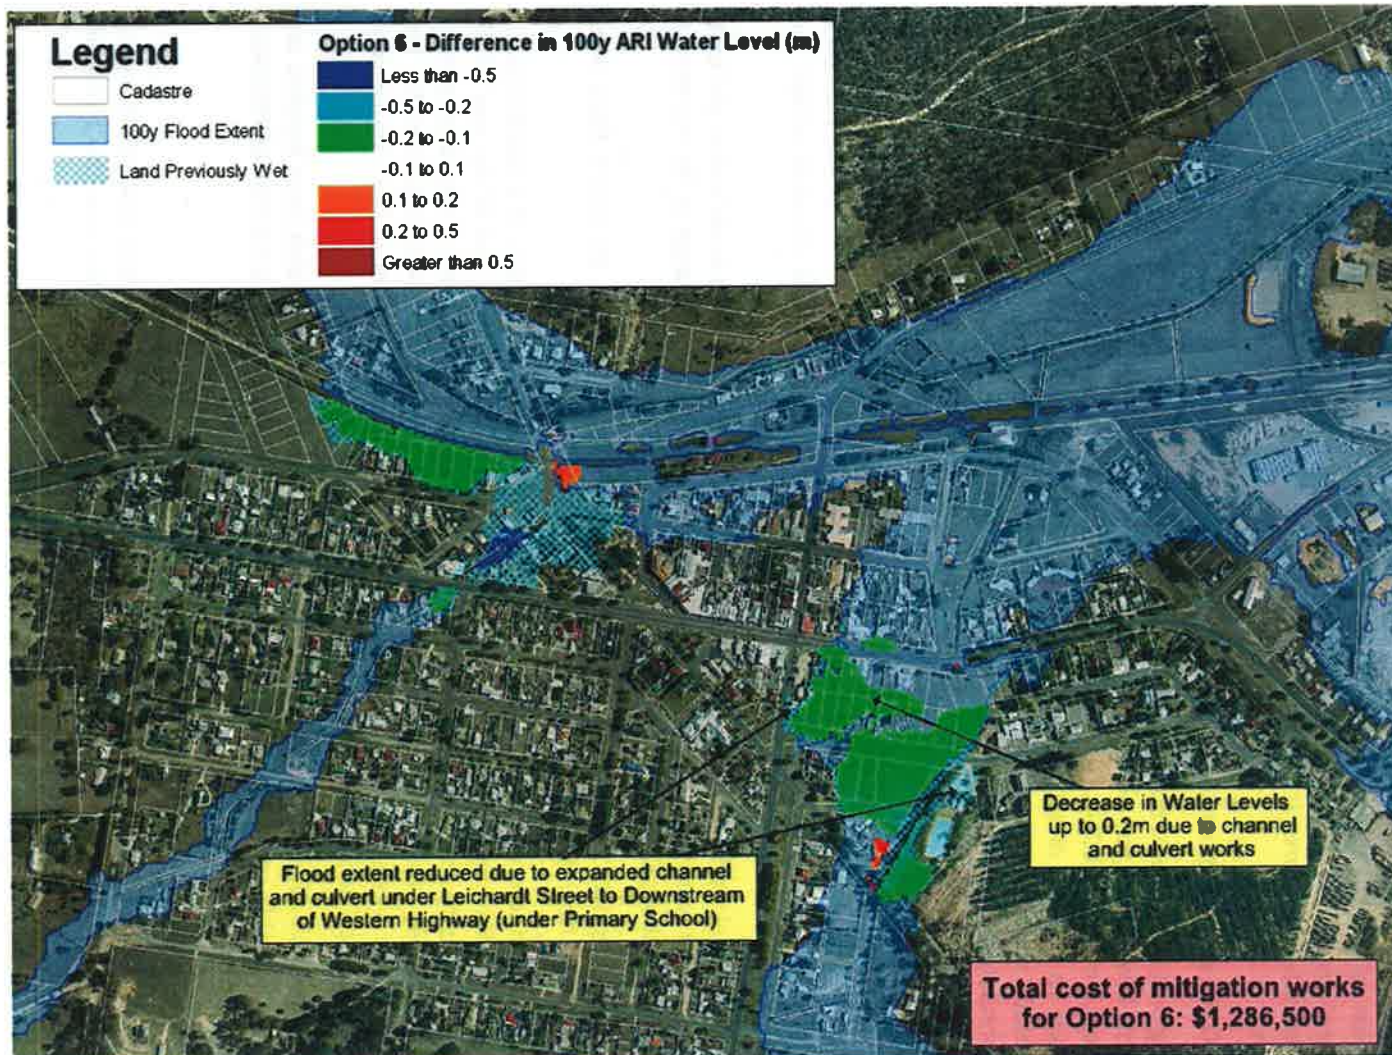 Legend
Cadastre
100y Flood Extent
Land Previously Wet
Option 6 - Difference in 100y ARI Water Level (m)
Less than -0.5
-0.5 to -0.2
-0.2 to -0.1
-0.1 to 0.1
0.1 to 0.2
0.2 to 0.5
Greater than 0.5
Decrease in Water Levels
up to 0.2m due to channel
and culvert works
Flood extent reduced due to expanded channel
and culvert under Leichardt Street to Downstream
of Western Highway (under Primary School)
Total cost of mitigation works
for Option 6: $1,286,500